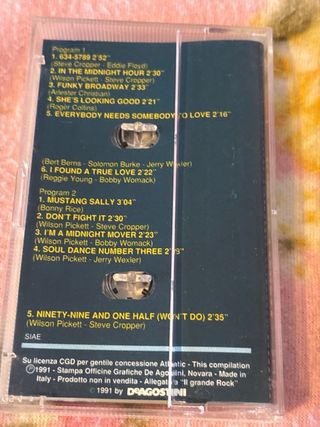 Program 1
1. 634-5789 2'52"
(Steve Cropper - Eddie Floyd)
2. IN THE MIDNIGHT HOUR 2'30"
(Wilson Pickett - Steve Cropper)
3. FUNKY BROADWAY 2'33"
(Arlester Christian)
4. SHE'S LOOKING GOOD 2'21"
(Roger Collins)
5. EVERYBODY NEEDS SOMEBODY TO LOVE 2'16"
(Bert Berns - Solomon Burke - Jerry Wexler)
6. I FOUND A TRUE LOVE 2'22"
(Reggie Young - Bobby Womack)
Program 2
1. MUSTANG SALLY 3'04"
(Bonny Rice)
2. DON'T FIGHT IT 2'30"
(Wilson Pickett - Steve Cropper)
3. I'M A MIDNIGHT MOVER 2'23"
(Wilson Pickett - Bobby Womack)
4. SOUL DANCE NUMBER THREE
(Wilson Pickett - Jerry Wexler)
5. NINETY-NINE AND ONE HALF (WON'T DO) 2'35"
(Wilson Pickett - Steve Cropper)
SIAE
Su licenza CGD per gentile concessione Atlantic - This compilation
℗1991 - Stampa Officine Grafiche De Agostini, Novara - Made in
Italy - Prodotto non in vendita - Allegato a "Il grande Rock"
© 1991 by DEAGOSTINI